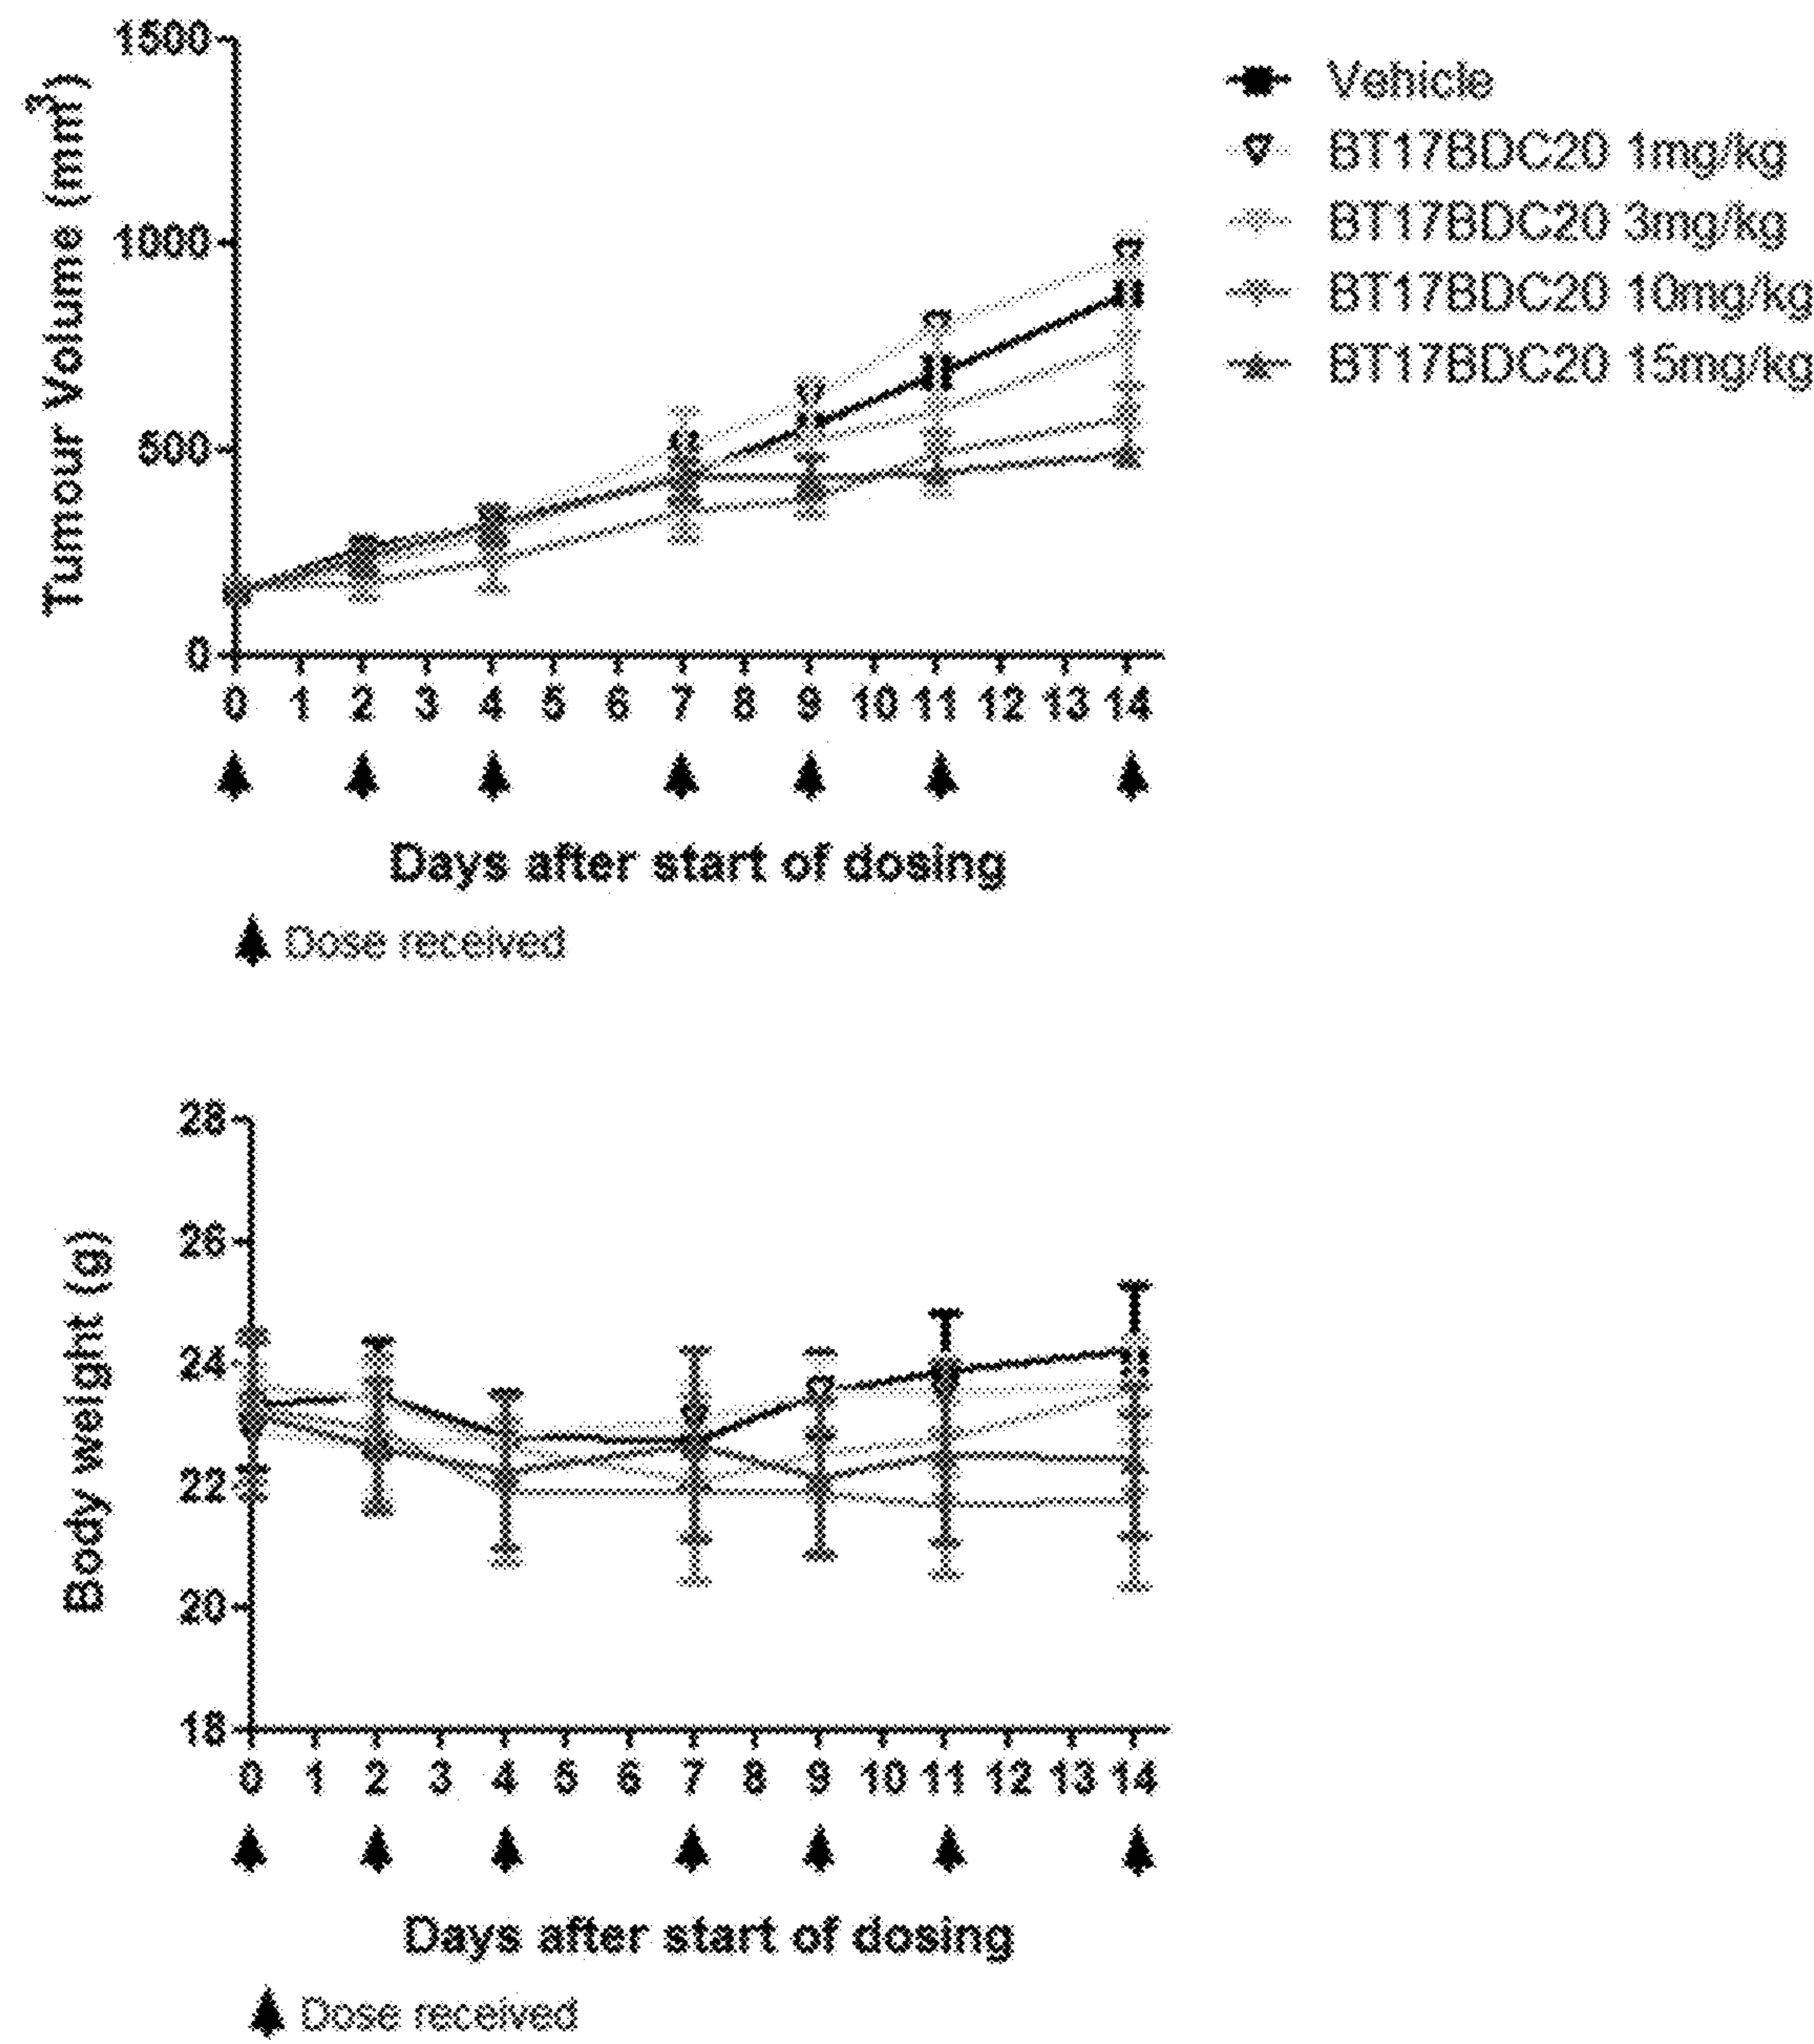 1500
1000
500
0
Tumour Volume (mm³)
0 1 2 3 4 5 6 7 8 9 10 11 12 13 14
Days after start of dosing
Dose received
Vehicle
BT17BDC20 1mg/kg
BT17BDC20 3mg/kg
BT17BDC20 10mg/kg
BT17BDC20 15mg/kg
28
26
24
22
20
18
Body weight (g)
0 1 2 3 4 5 6 7 8 9 10 11 12 13 14
Days after start of dosing
Dose received